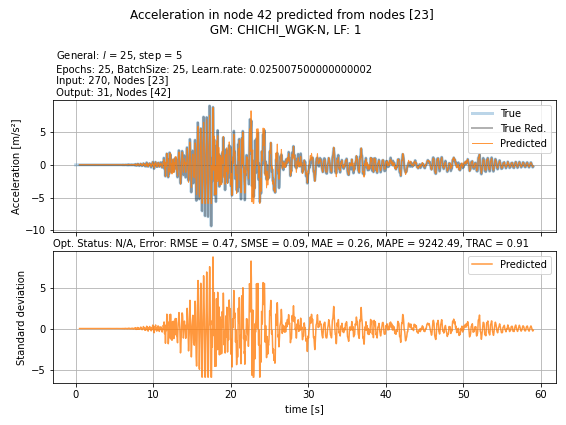 Acceleration in node 42 predicted from nodes [23]
GM: CHICHI_WGK-N, LF: 1
General: l = 25, step = 5
Epochs: 25, BatchSize: 25, Learn.rate: 0.025007500000000002
Input: 270, Nodes [23]
Output: 31, Nodes [42]
True
True Red.
Predicted
Acceleration [m/s²]
5
0
−5
−10
Opt. Status: N/A, Error: RMSE = 0.47, SMSE = 0.09, MAE = 0.26, MAPE = 9242.49, TRAC = 0.91
Predicted
Standard deviation
5
0
−5
0 10 20 30 40 50 60
time [s]